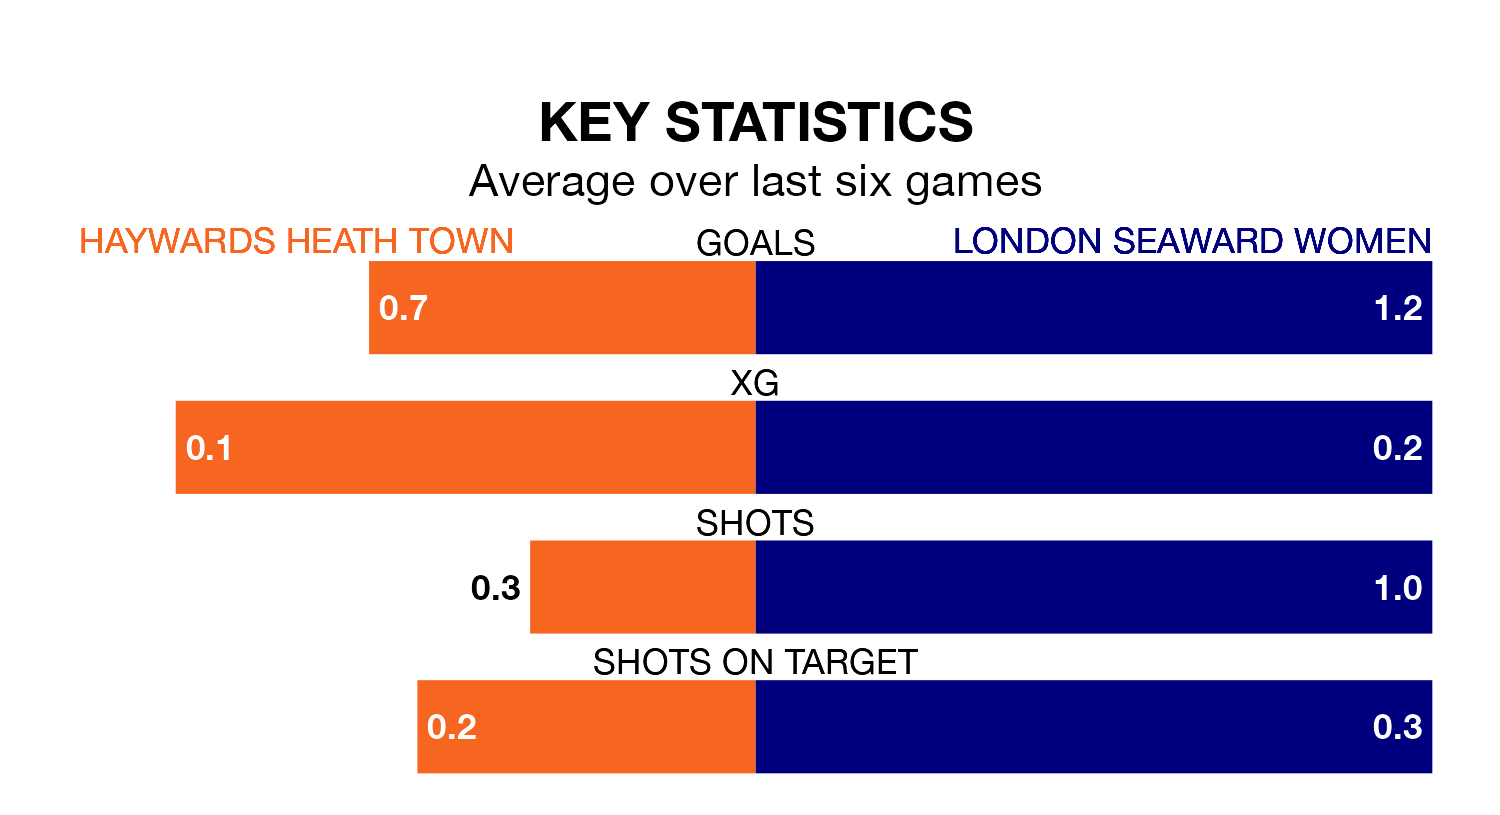 KEY STATISTICS
Average over last six games
HAYWARDS HEATH TOWN GOALS LONDON SEAWARD WOMEN
0.7 1.2
XG
0.1 0.2
SHOTS
0.3 1.0
SHOTS ON TARGET
0.2 0.3